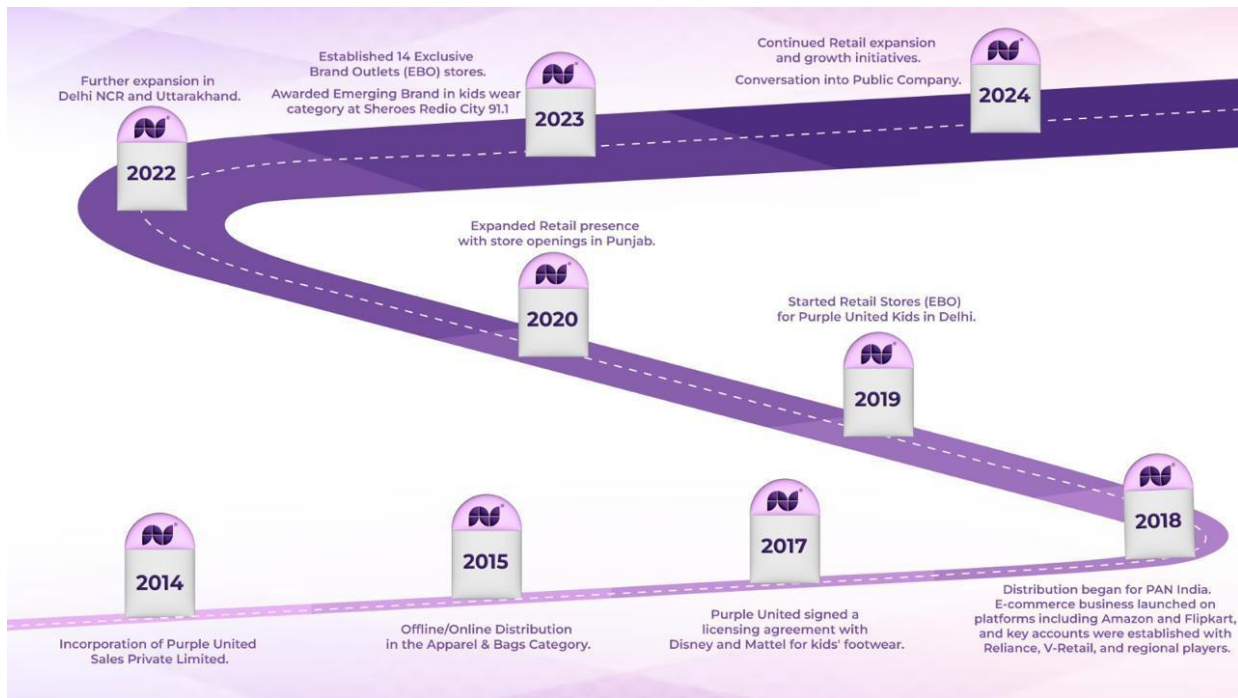 Further expansion in
Delhi NCR and Uttarakhand.
2022
Established 14 Exclusive
Brand Outlets (EBO) stores.
Awarded Emerging Brand in kids wear
category at Sheroes Redio City 91.1
2023
Continued Retail expansion
and growth initiatives.
Conversation into Public Company.
2024
Expanded Retail presence
with store openings in Punjab.
2020
Started Retail Stores (EBO)
for Purple United Kids in Delhi.
2019
2014
Incorporation of Purple United
Sales Private Limited.
2015
Offline/Online Distribution
in the Apparel & Bags Category.
2017
Purple United signed a
licensing agreement with
Disney and Mattel for kids' footwear.
2018
Distribution began for PAN India.
E-commerce business launched on
platforms including Amazon and Flipkart,
and key accounts were established with
Reliance, V-Retail, and regional players.